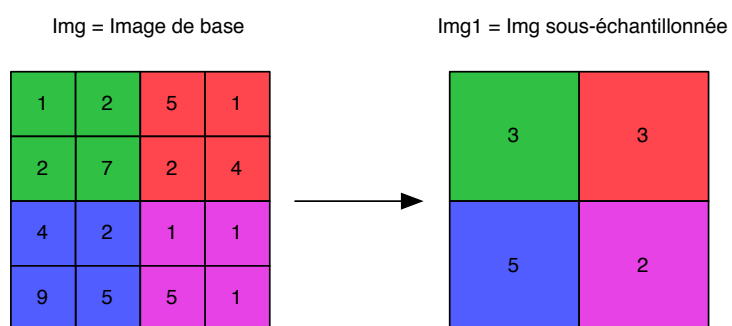 Img = Image de base
Img1 = Img sous-échantillonnée
1 2 5 1
2 7 2 4
4 2 1 1
9 5 5 1
3 3
5 2